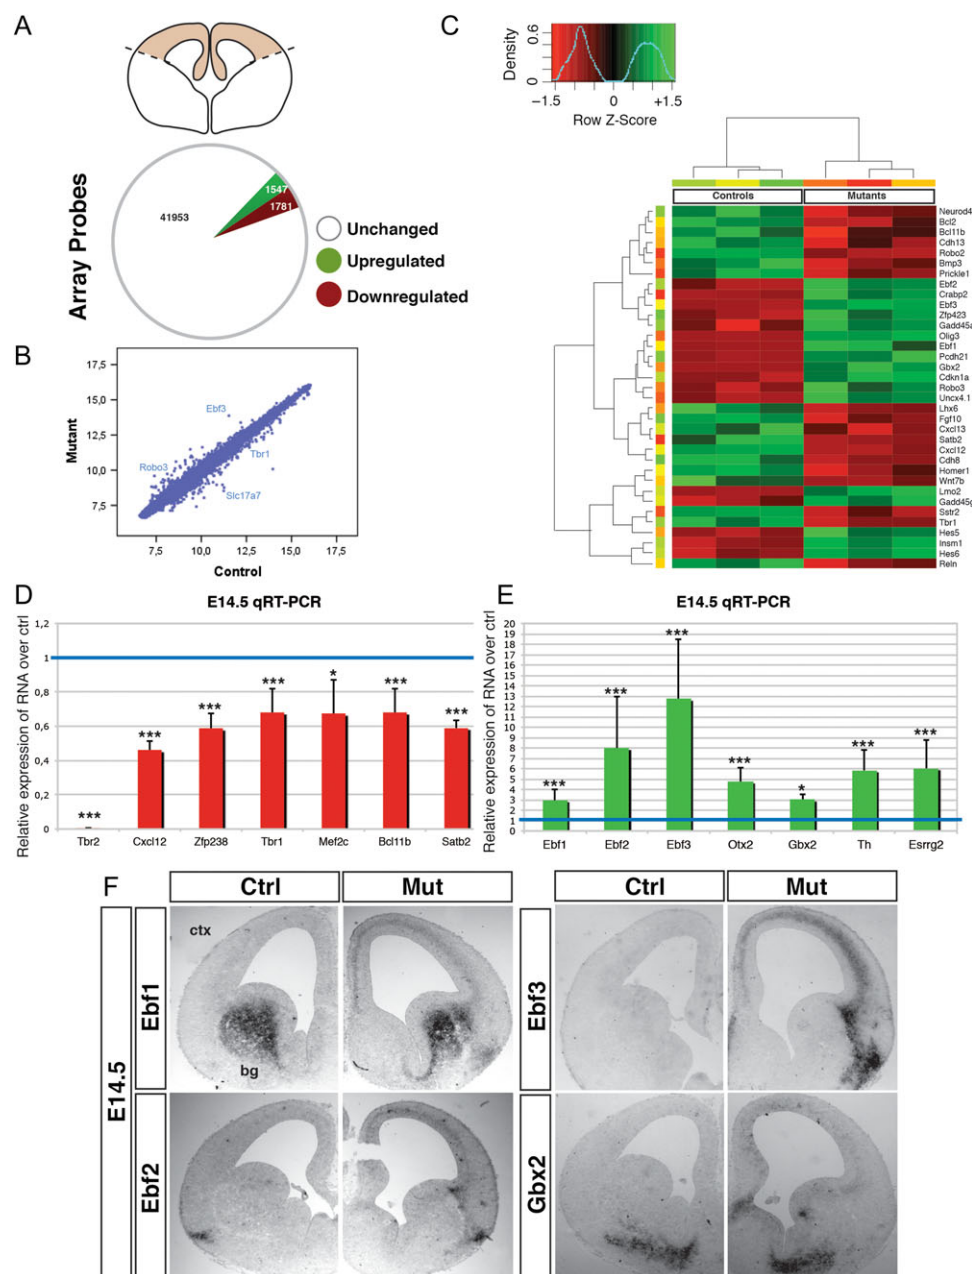 A
Array Probes
41953
1547
1781
Unchanged
Upregulated
Downregulated
B
Mutant
17,5
15,0
12,5
10,0
7,5
Ebf3
Tbr1
Robo3
Slc17a7
7,5 10,0 12,5 15,0 17,5
Control
C
Density
0.6
0
−1.5 0 +1.5
Row Z-Score
Controls Mutants
Neurod4
Bcl2
Bcl11b
Cdh13
Robo2
Bmp3
Prickle1
Ebf2
Crabp2
Ebf3
Zfp423
Gadd45a
Olig3
Ebf1
Pcdh21
Gbx2
Cdkn1a
Robo3
Uncx4.1
Lhx6
Fgf10
Cxcl13
Satb2
Cxcl12
Cdh8
Homer1
Wnt7b
Lmo2
Gadd45g
Sstr2
Tbr1
Hes5
Insm1
Hes6
Reln
D
E14.5 qRT-PCR
Relative expression of RNA over ctrl
1,2
1
0,8
0,6
0,4
0,2
0
*** *** *** *** * *** ***
Tbr2 Cxcl12 Zfp238 Tbr1 Mef2c Bcl11b Satb2
E
E14.5 qRT-PCR
Relative expression of RNA over ctrl
20
19
18
17
16
15
14
13
12
11
10
9
8
7
6
5
4
3
2
1
0
*** *** *** *** * *** ***
Ebf1 Ebf2 Ebf3 Otx2 Gbx2 Th Esrrg2
F
Ctrl Mut Ctrl Mut
E14.5
Ebf1
ctx
bg
Ebf3
Ebf2
Gbx2